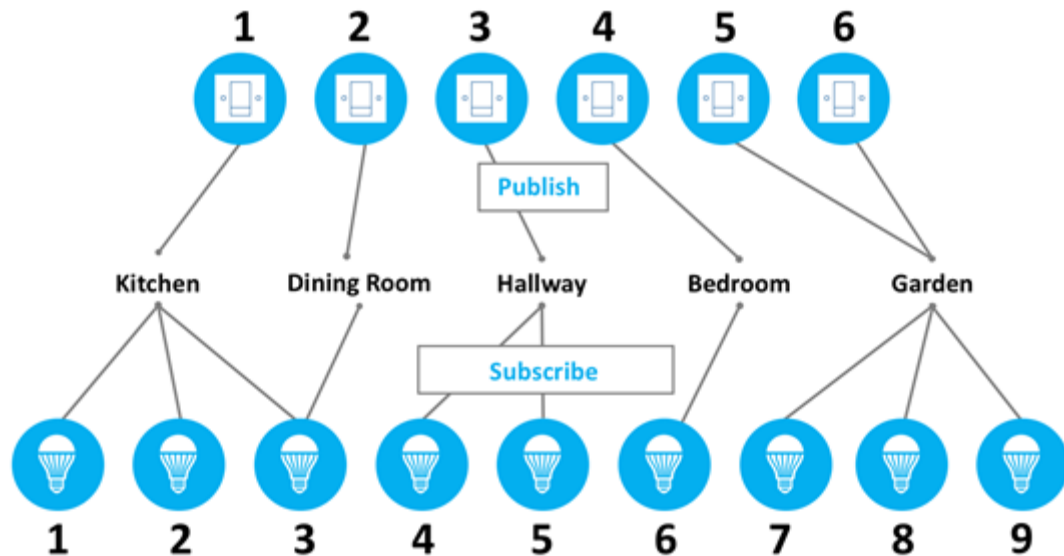 1 2 3 4 5 6
Publish
Kitchen Dining Room Hallway Bedroom Garden
Subscribe
1 2 3 4 5 6 7 8 9